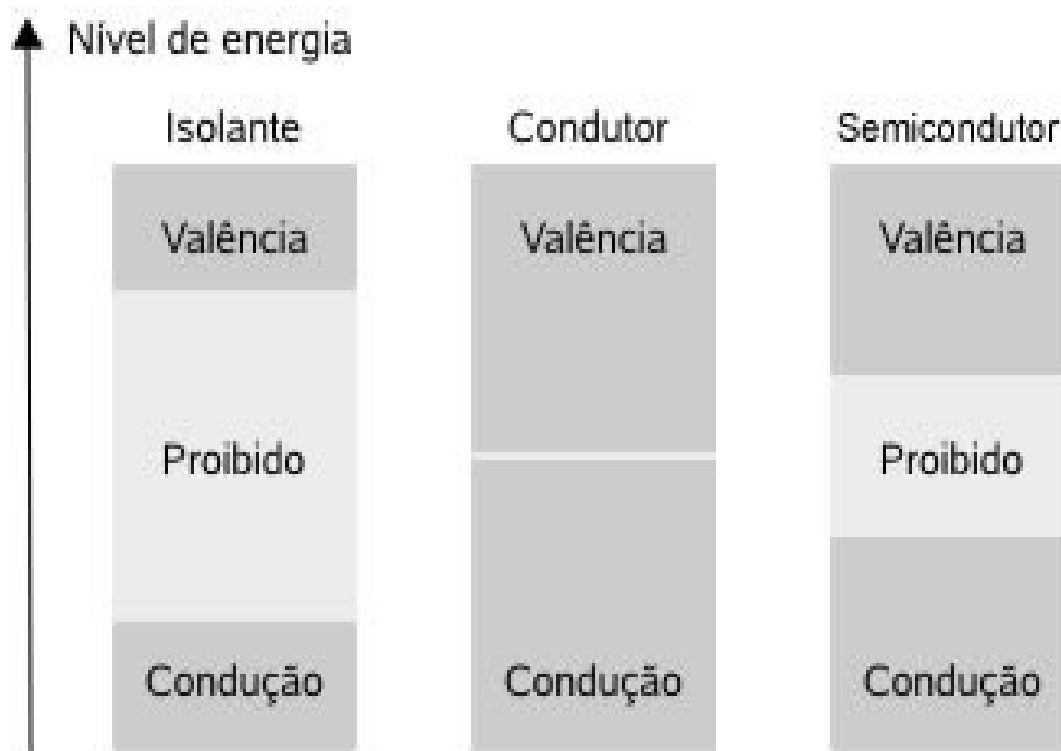 Nível de energia
Isolante Condutor Semicondutor
Valência Valência Valência
Proibido Proibido
Condução Condução Condução